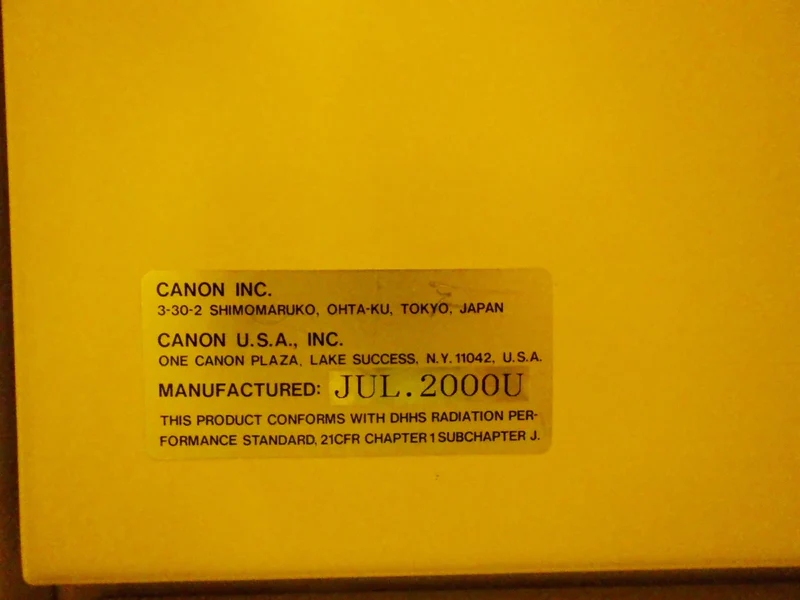 CANON INC.
3-30-2 SHIMOMARUKO, OHTA-KU, TOKYO, JAPAN
CANON U.S.A., INC.
ONE CANON PLAZA, LAKE SUCCESS, N.Y. 11042, U.S.A.
MANUFACTURED: JUL.2000U
THIS PRODUCT CONFORMS WITH DHHS RADIATION PER-
FORMANCE STANDARD, 21CFR CHAPTER 1 SUBCHAPTER J.